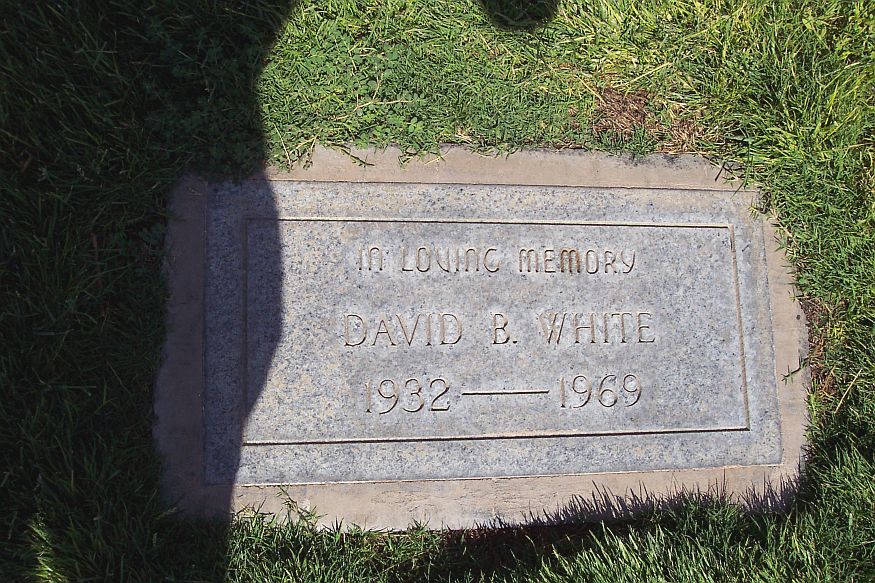 IN LOVING MEMORY
DAVID B. WHITE
1932 — 1969